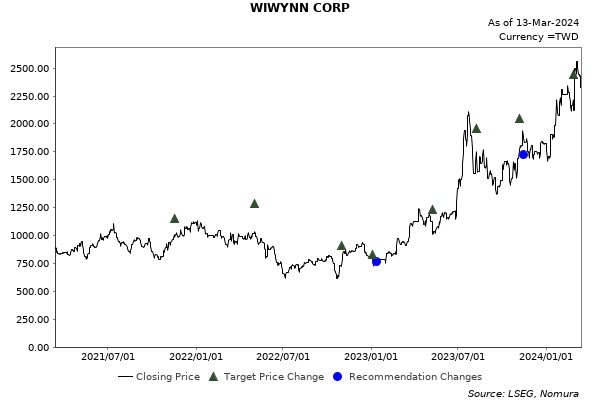 WIWYNN CORP
As of 13-Mar-2024
Currency =TWD
2500.00
2250.00
2000.00
1750.00
1500.00
1250.00
1000.00
750.00
500.00
250.00
0.00
2021/07/01 2022/01/01 2022/07/01 2023/01/01 2023/07/01 2024/01/01
Closing Price Target Price Change Recommendation Changes
Source: LSEG, Nomura